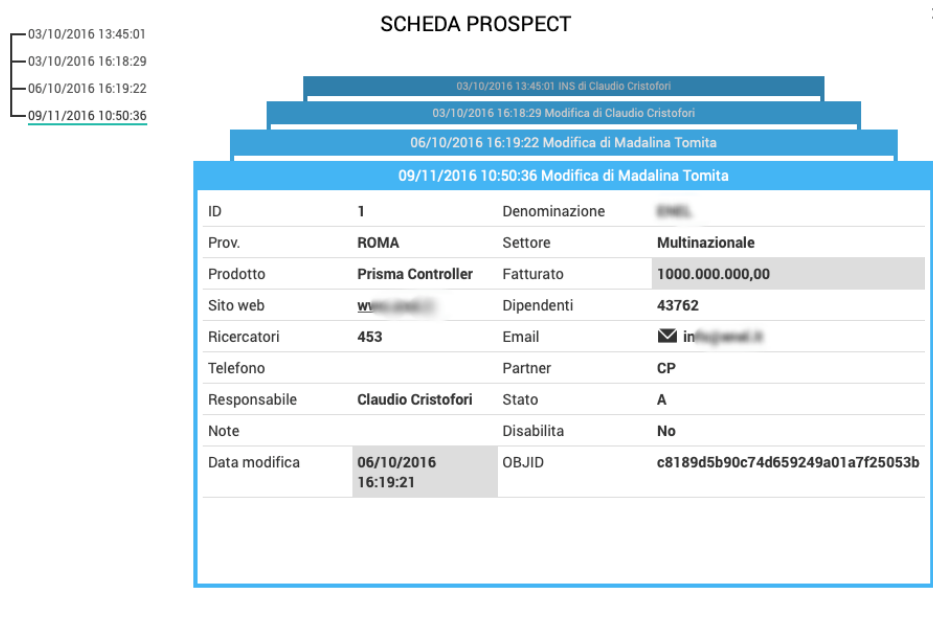 SCHEDA PROSPECT
03/10/2016 13:45:01
03/10/2016 16:18:29
06/10/2016 16:19:22
09/11/2016 10:50:36
03/10/2016 13:45:01 INS di Claudio Cristofori
03/10/2016 16:18:29 Modifica di Claudio Cristofori
06/10/2016 16:19:22 Modifica di Madalina Tomita
09/11/2016 10:50:36 Modifica di Madalina Tomita
ID 1 Denominazione
Prov. ROMA Settore Multinazionale
Prodotto Prisma Controller Fatturato 1000.000.000,00
Sito web Dipendenti 43762
Ricercatori 453 Email
Telefono Partner CP
Responsabile Claudio Cristofori Stato A
Note Disabilita No
Data modifica 06/10/2016 16:19:21 OBJID c8189d5b90c74d659249a01a7f25053b